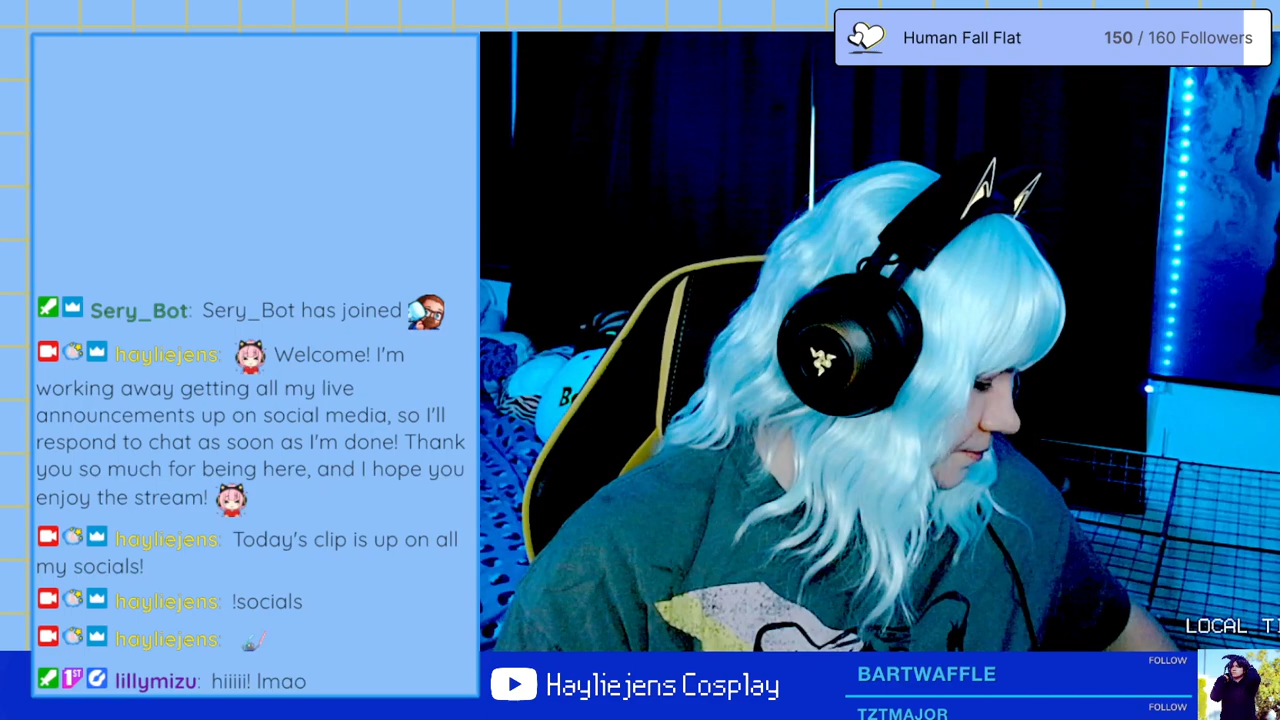 Human Fall Flat 150 / 160 Followers
Sery_Bot: Sery_Bot has joined
hayliejens: Welcome! I'm
working away getting all my live
announcements up on social media, so I'll
respond to chat as soon as I'm done! Thank
you so much for being here, and I hope you
enjoy the stream!
hayliejens: Today's clip is up on all
my socials!
hayliejens: !socials
hayliejens:
1ST lillymizu: hiiiii! lmao
LOCAL TI
Hayliejens Cosplay
BARTWAFFLE FOLLOW
TZTMAJOR FOLLOW